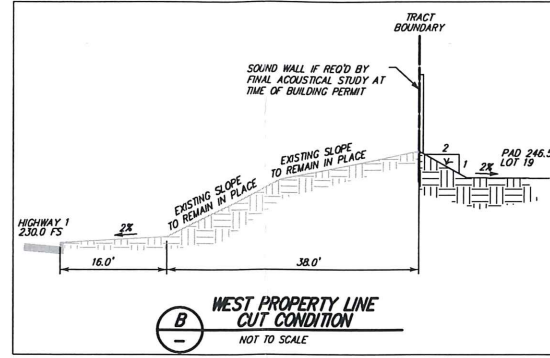 TRACT
BOUNDARY
SOUND WALL IF REQ'D BY
FINAL ACOUSTICAL STUDY AT
TIME OF BUILDING PERMIT
2
1
2%
PAD 246.5
LOT 19
EXISTING SLOPE
TO REMAIN IN PLACE
EXISTING SLOPE
TO REMAIN IN PLACE
HIGHWAY 1
230.0 FS
2%
16.0'
38.0'
B
–
WEST PROPERTY LINE
CUT CONDITION
NOT TO SCALE